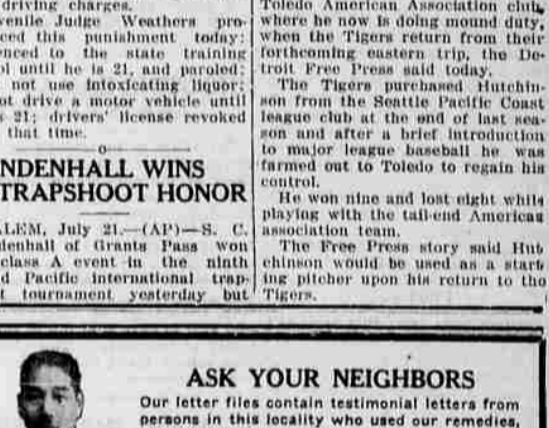 driving charges.
venile Judge Weathers pro-
ced this punishment today:
enced to the state training
ol until he is 21, and paroled;
not use intoxicating liquor;
ot drive a motor vehicle until
s 21; drivers' license revoked
that time.
NDENHALL WINS
TRAPSHOOT HONOR
ALEM, July 21.—(AP)—S. C.
denhall of Grants Pass won
class A event in the ninth
d Pacific international trap-
t tournament yesterday but
Toledo American Association club,
where he now is doing mound duty,
when the Tigers return from their
forthcoming eastern trip, the De-
troit Free Press said today.
The Tigers purchased Hutchin-
son from the Seattle Pacific Coast
league club at the end of last sea-
son and after a brief introduction
to major league baseball he was
farmed out to Toledo to regain his
control.
He won nine and lost eight while
playing with the tail-end American
association team.
The Free Press story said Hut
chinson would be used as a start
ing pitcher upon his return to the
Tigers.
ASK YOUR NEIGHBORS
Our letter files contain testimonial letters from
persons in this locality who used our remedies,